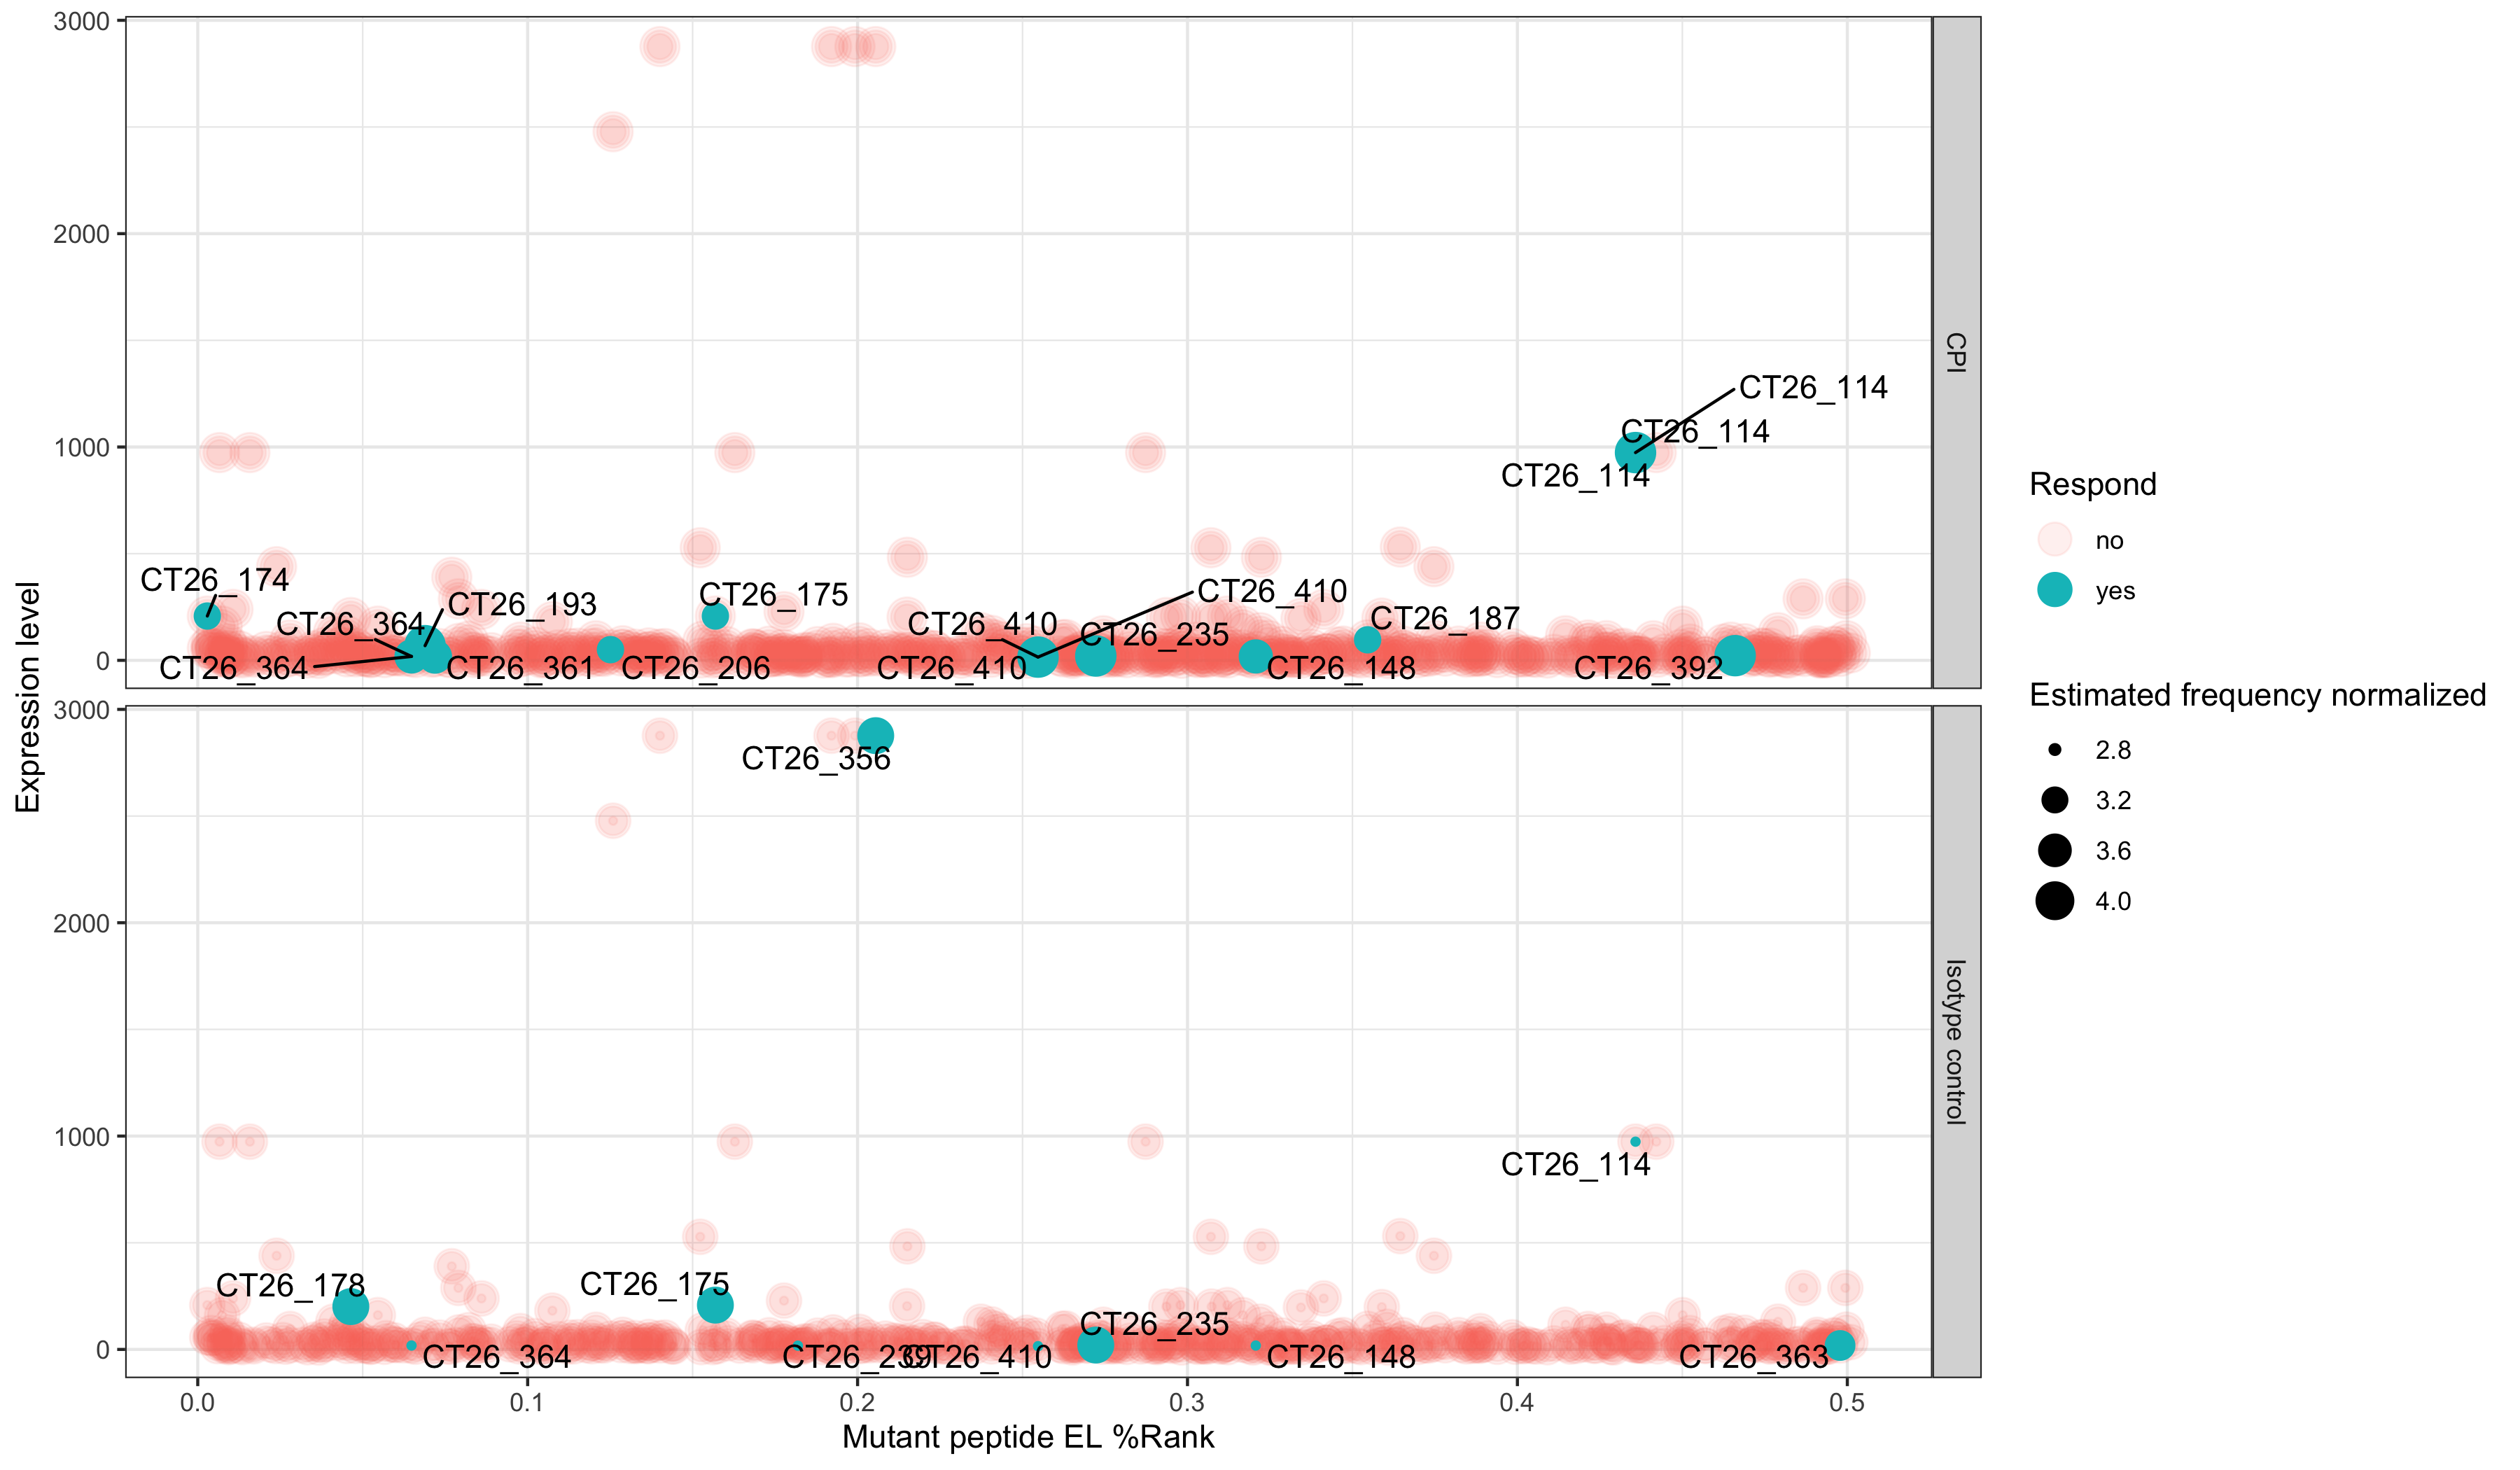 3000
2000
1000
0
Expression level
CPI
CT26_114
CT26_114
CT26_114
CT26_174
CT26_364
CT26_193
CT26_175
CT26_410
CT26_410
CT26_235
CT26_187
CT26_364
CT26_361
CT26_206
CT26_410
CT26_148
CT26_392
3000
2000
1000
0
Isotype control
CT26_356
CT26_114
CT26_178
CT26_175
CT26_235
CT26_364
CT26_239
CT26_410
CT26_148
CT26_363
0.0
0.1
0.2
0.3
0.4
0.5
Mutant peptide EL %Rank
Respond
no
yes
Estimated frequency normalized
2.8
3.2
3.6
4.0